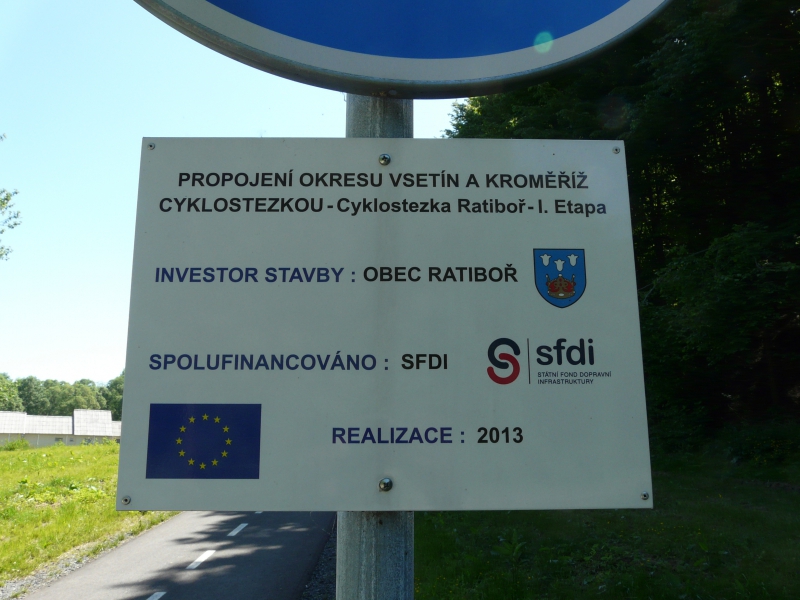 PROPOJENÍ OKRESU VSETÍN A KROMĚŘÍŽ
CYKLOSTEZKOU - Cyklostezka Ratiboř - I. Etapa
INVESTOR STAVBY : OBEC RATIBOŘ
SPOLUFINANCOVÁNO : SFDI
sfdi
STÁTNÍ FOND DOPRAVNÍ
INFRASTRUKTURY
REALIZACE : 2013